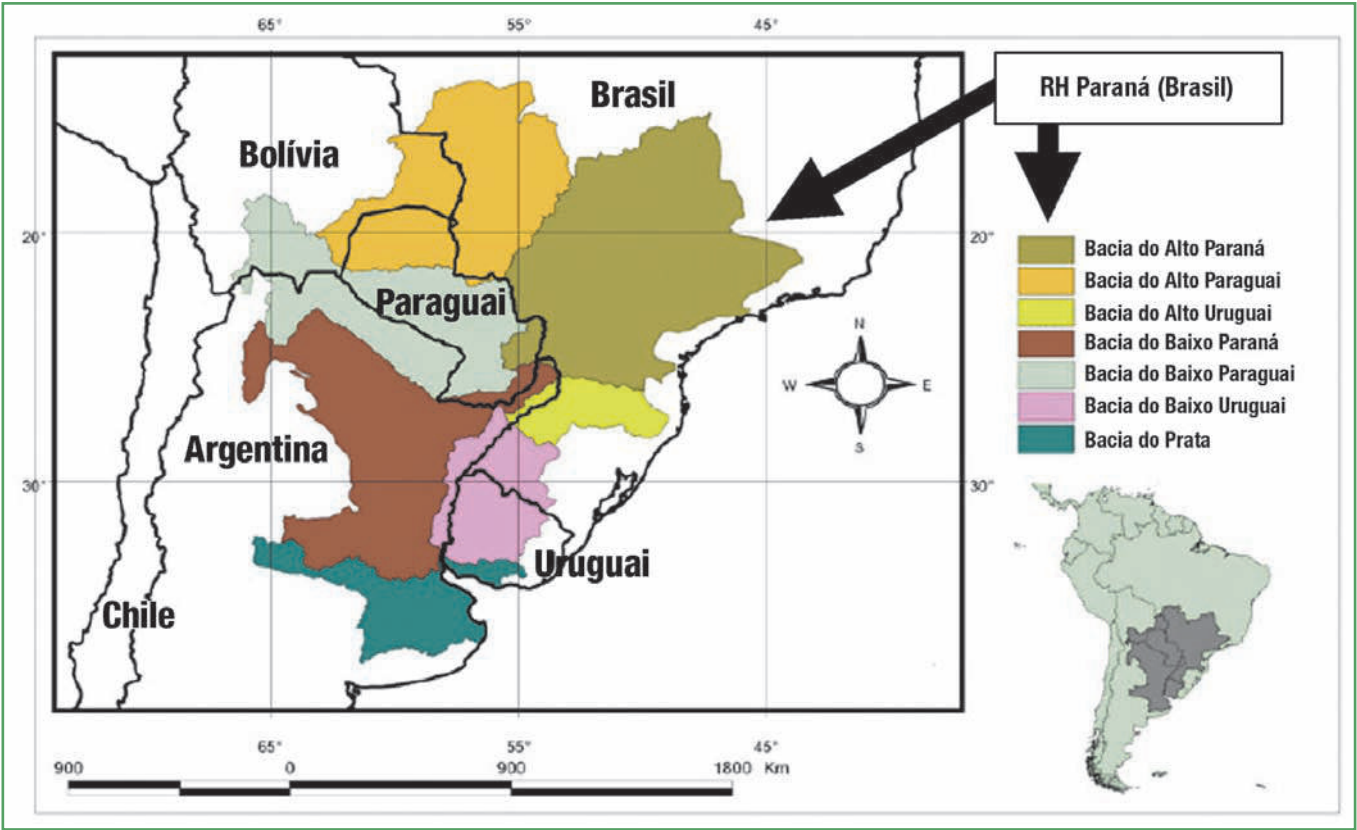 65° 55° 45°
RH Paraná (Brasil)
Brasil
Bolívia
20° 20°
Bacia do Alto Paraná
Bacia do Alto Paraguai
Bacia do Alto Uruguai
Bacia do Baixo Paraná
Bacia do Baixo Paraguai
Bacia do Baixo Uruguai
Bacia do Prata
Paraguai
N
W E
S
Argentina
30° 30°
Uruguai
Chile
65° 55° 45°
900 0 900 1800 Km